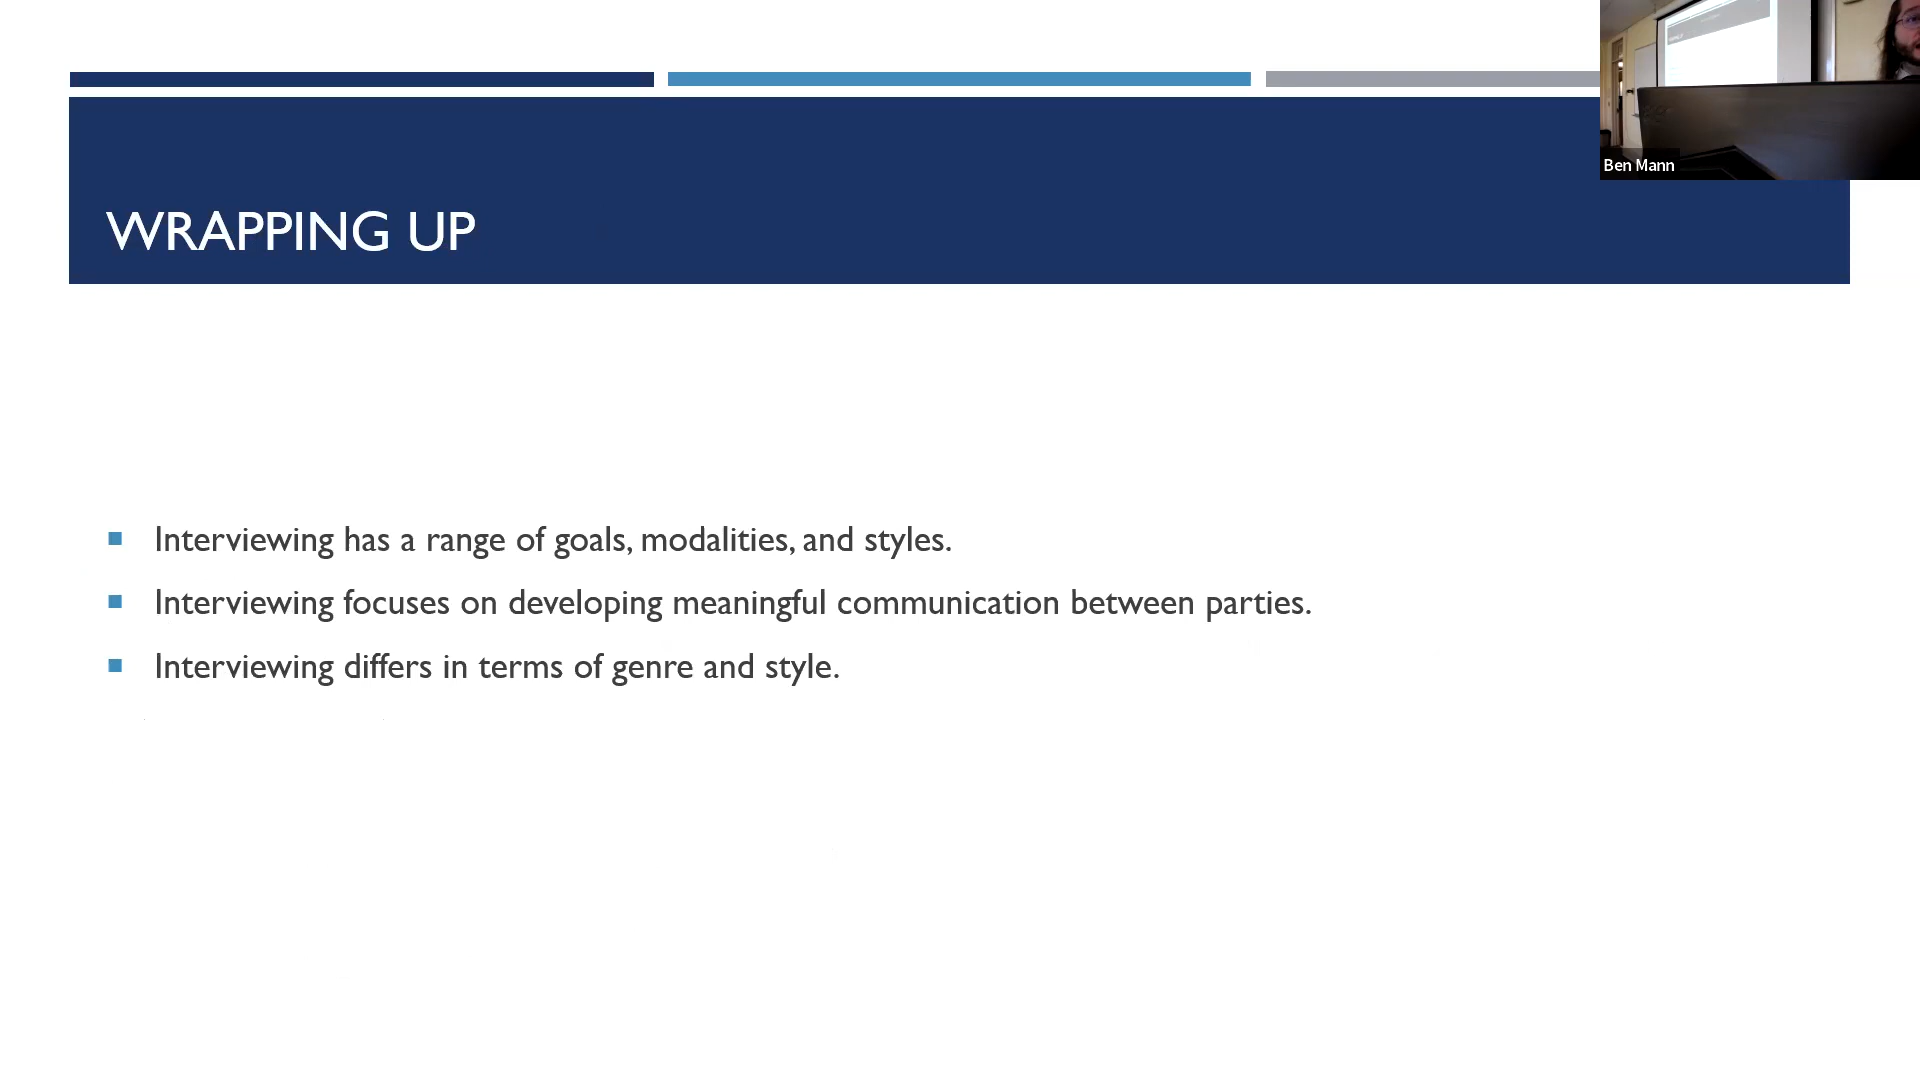 Ben Mann
WRAPPING UP
Interviewing has a range of goals, modalities, and styles.
Interviewing focuses on developing meaningful communication between parties.
Interviewing differs in terms of genre and style.